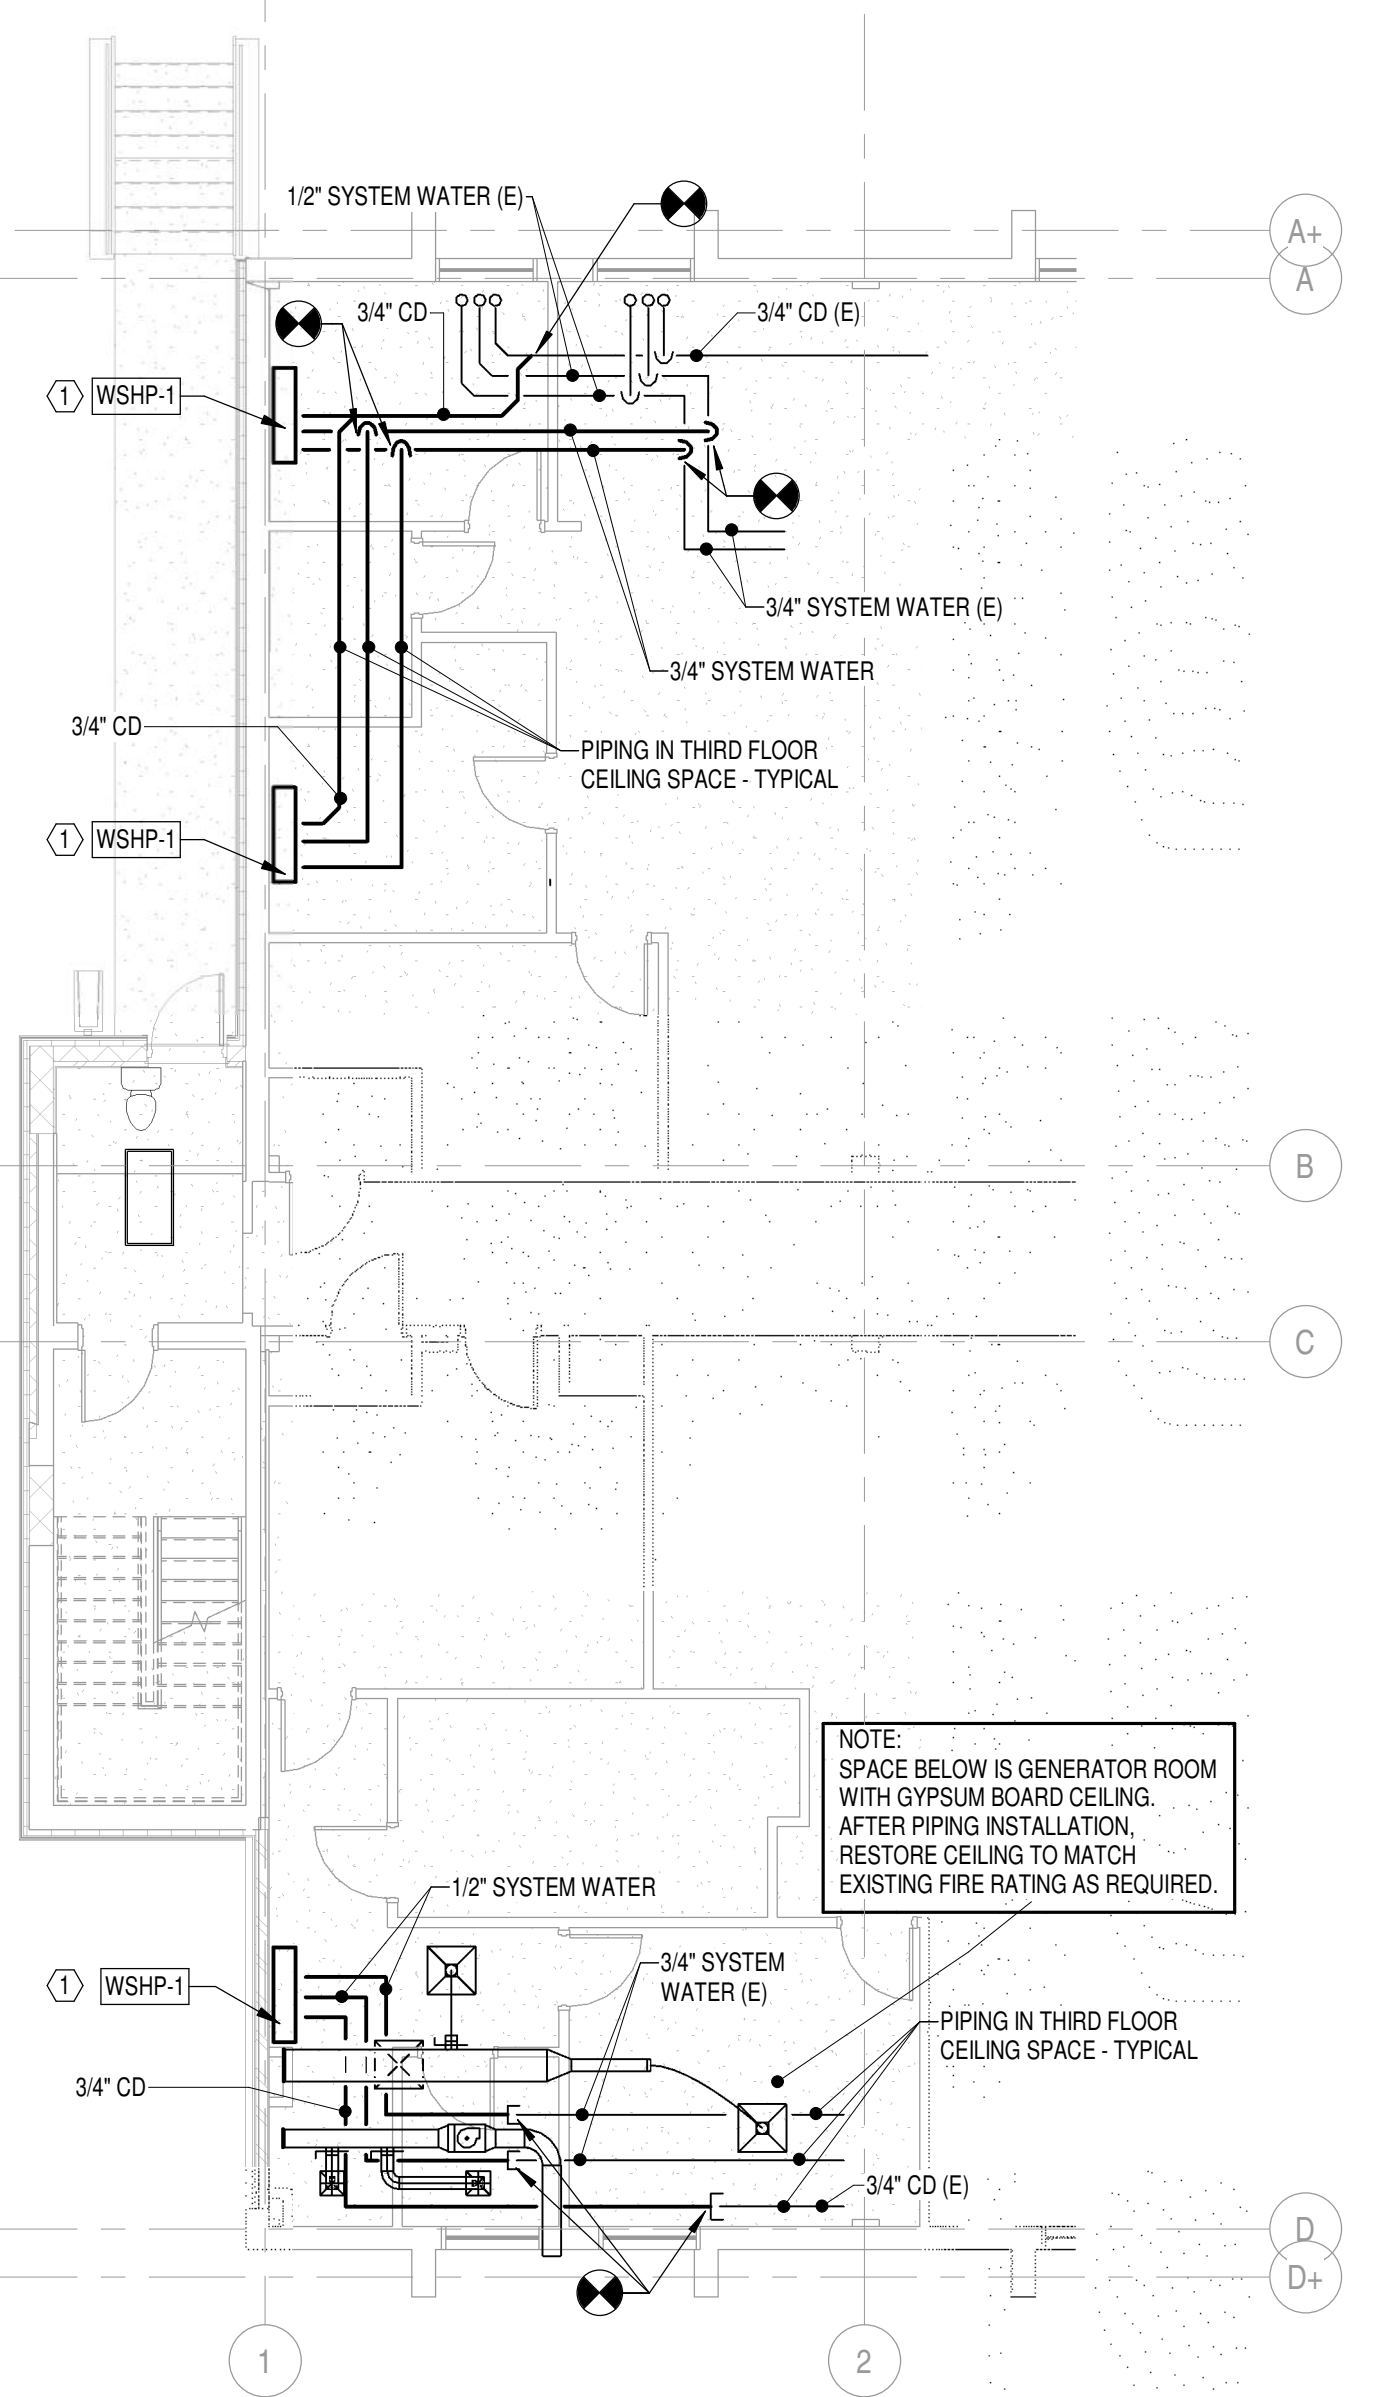 1/2" SYSTEM WATER (E)
A+
A
3/4" CD
3/4" CD (E)
1
WSHP-1
3/4" SYSTEM WATER (E)
3/4" SYSTEM WATER
3/4" CD
PIPING IN THIRD FLOOR
CEILING SPACE - TYPICAL
1
WSHP-1
B
C
NOTE:
SPACE BELOW IS GENERATOR ROOM
WITH GYPSUM BOARD CEILING.
AFTER PIPING INSTALLATION,
RESTORE CEILING TO MATCH
EXISTING FIRE RATING AS REQUIRED.
1/2" SYSTEM WATER
3/4" SYSTEM
WATER (E)
1
WSHP-1
PIPING IN THIRD FLOOR
CEILING SPACE - TYPICAL
3/4" CD
3/4" CD (E)
D
D+
1
2